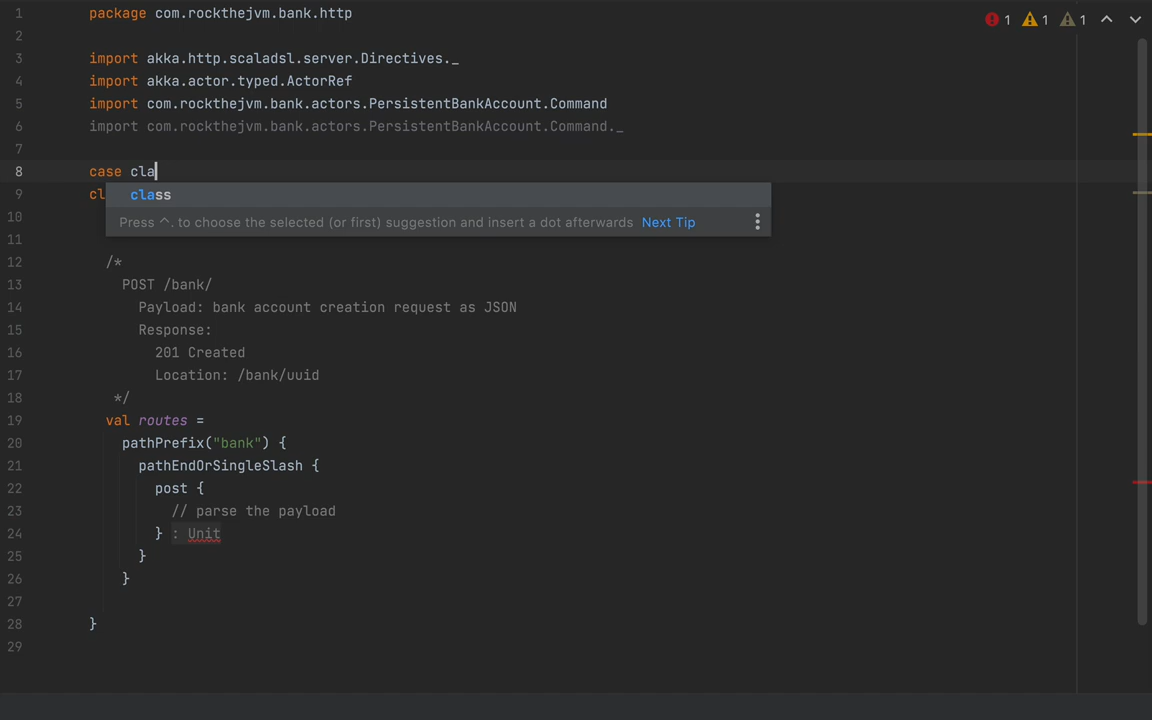 1 package com.rockthejvm.bank.http
1 1 1
2
3 import akka.http.scaladsl.server.Directives._
4 import akka.actor.typed.ActorRef
5 import com.rockthejvm.bank.actors.PersistentBankAccount.Command
6 import com.rockthejvm.bank.actors.PersistentBankAccount.Command._
7
8 case cla
9 cl
class
10 Press ^. to choose the selected (or first) suggestion and insert a dot afterwards Next Tip
11
12 /*
13 POST /bank/
14 Payload: bank account creation request as JSON
15 Response:
16 201 Created
17 Location: /bank/uuid
18 */
19 val routes =
20 pathPrefix("bank") {
21 pathEndOrSingleSlash {
22 post {
23 // parse the payload
24 } : Unit
25 }
26 }
27
28 }
29